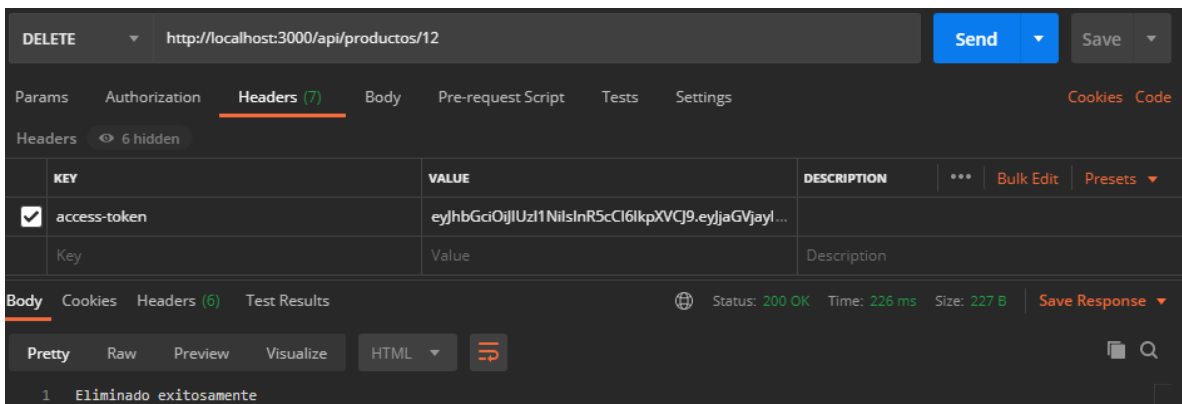 DELETE http://localhost:3000/api/productos/12 Send Save
Params Authorization Headers (7) Body Pre-request Script Tests Settings Cookies Code
Headers 6 hidden
KEY VALUE DESCRIPTION ••• Bulk Edit Presets
access-token eyJhbGciOiJIUzI1NiIsInR5cCI6IkpXVCJ9.eyJjaGVjayI...
Key Value Description
Body Cookies Headers (6) Test Results Status: 200 OK Time: 226 ms Size: 227 B Save Response
Pretty Raw Preview Visualize HTML
1 Eliminado exitosamente